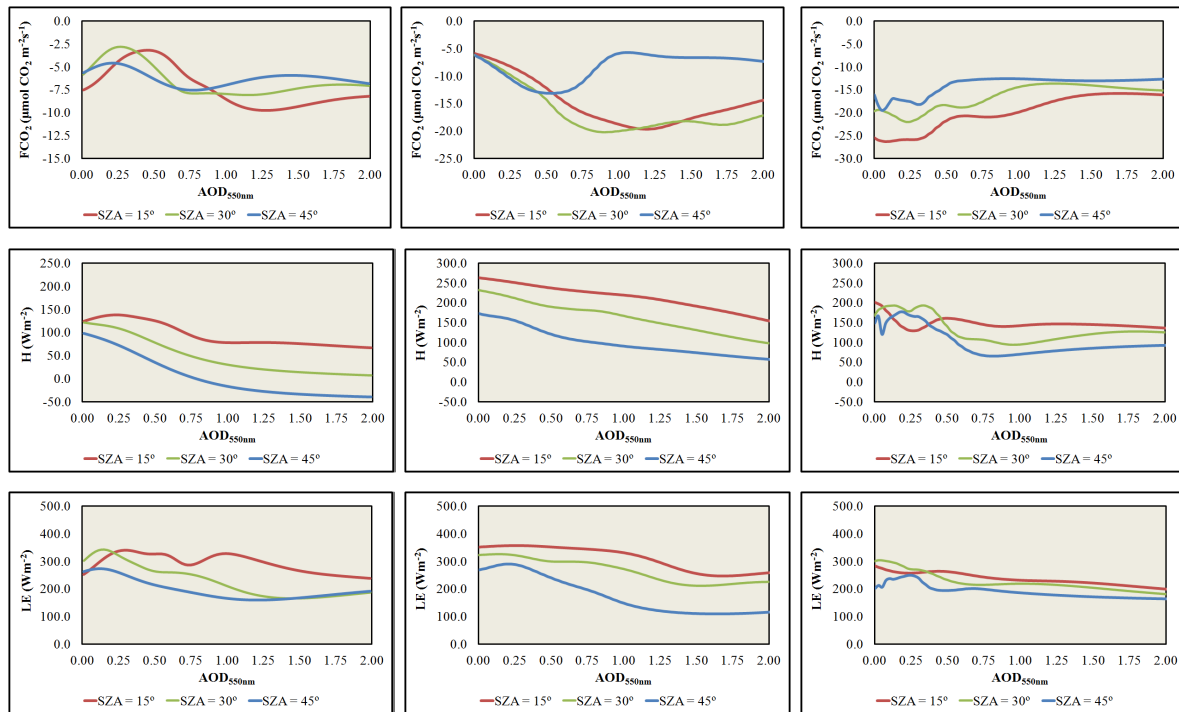 FCO₂ (μmol CO₂ m⁻²s⁻¹)
0.0
-2.5
-5.0
-7.5
-10.0
-12.5
-15.0
0.00 0.25 0.50 0.75 1.00 1.25 1.50 1.75 2.00
AOD₅₅₀ₙₘ
SZA = 15º SZA = 30º SZA = 45º
FCO₂ (μmol CO₂ m⁻²s⁻¹)
0.0
-5.0
-10.0
-15.0
-20.0
-25.0
0.00 0.25 0.50 0.75 1.00 1.25 1.50 1.75 2.00
AOD₅₅₀ₙₘ
SZA = 15º SZA = 30º SZA = 45º
FCO₂ (μmol CO₂ m⁻²s⁻¹)
0.0
-5.0
-10.0
-15.0
-20.0
-25.0
-30.0
0.00 0.25 0.50 0.75 1.00 1.25 1.50 1.75 2.00
AOD₅₅₀ₙₘ
SZA = 15º SZA = 30º SZA = 45º
H (Wm⁻²)
250.0
200.0
150.0
100.0
50.0
0.0
-50.0
0.00 0.25 0.50 0.75 1.00 1.25 1.50 1.75 2.00
AOD₅₅₀ₙₘ
SZA = 15º SZA = 30º SZA = 45º
H (Wm⁻²)
300.0
250.0
200.0
150.0
100.0
50.0
0.0
-50.0
0.00 0.25 0.50 0.75 1.00 1.25 1.50 1.75 2.00
AOD₅₅₀ₙₘ
SZA = 15º SZA = 30º SZA = 45º
H (Wm⁻²)
300.0
250.0
200.0
150.0
100.0
50.0
0.0
-50.0
0.00 0.25 0.50 0.75 1.00 1.25 1.50 1.75 2.00
AOD₅₅₀ₙₘ
SZA = 15º SZA = 30º SZA = 45º
LE (Wm⁻²)
500.0
400.0
300.0
200.0
100.0
0.0
0.00 0.25 0.50 0.75 1.00 1.25 1.50 1.75 2.00
AOD₅₅₀ₙₘ
SZA = 15º SZA = 30º SZA = 45º
LE (Wm⁻²)
500.0
400.0
300.0
200.0
100.0
0.0
0.00 0.25 0.50 0.75 1.00 1.25 1.50 1.75 2.00
AOD₅₅₀ₙₘ
SZA = 15º SZA = 30º SZA = 45º
LE (Wm⁻²)
500.0
400.0
300.0
200.0
100.0
0.0
0.00 0.25 0.50 0.75 1.00 1.25 1.50 1.75 2.00
AOD₅₅₀ₙₘ
SZA = 15º SZA = 30º SZA = 45º